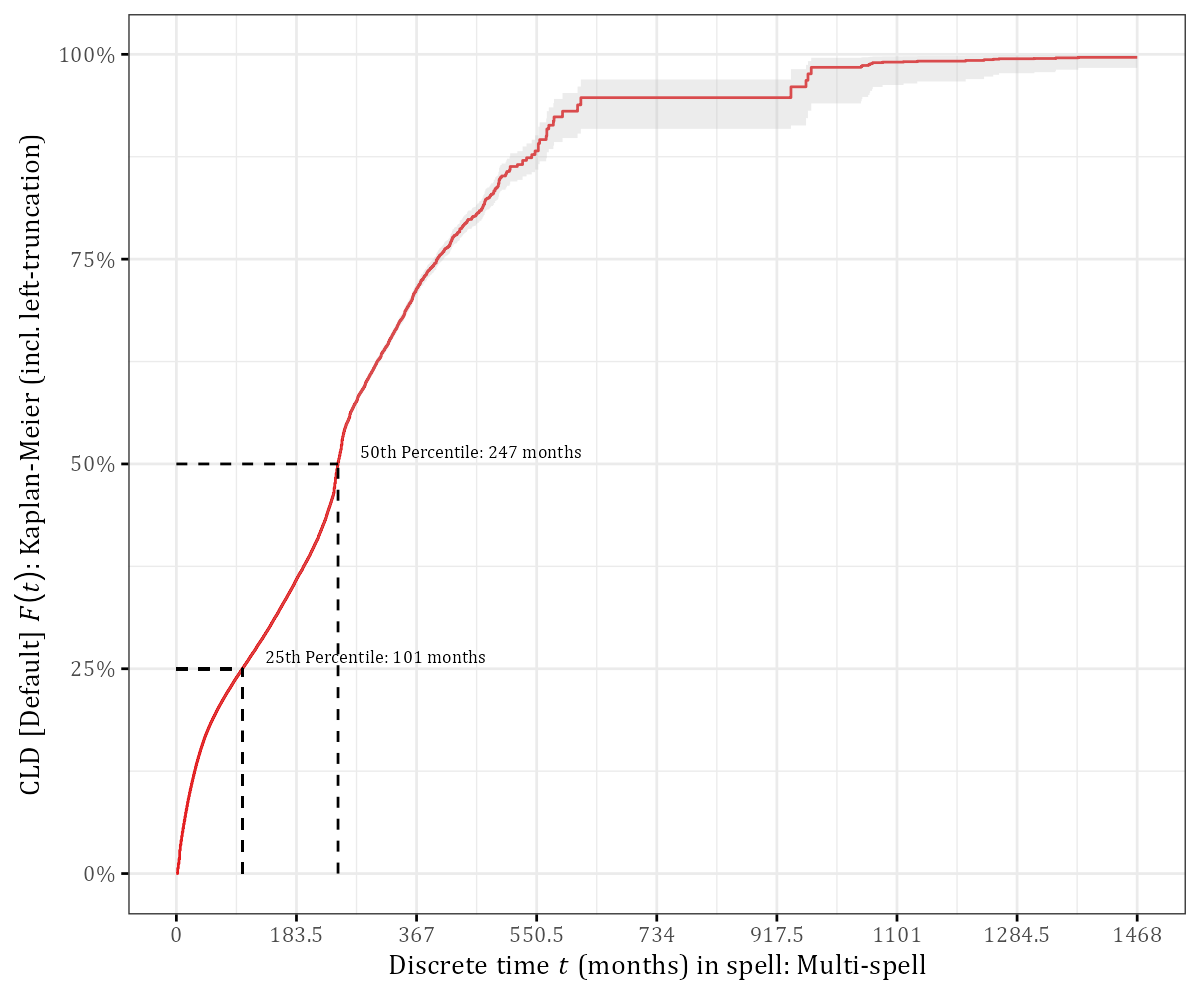 CLD [Default] F(t): Kaplan-Meier (incl. left-truncation)
100%
75%
50%
25%
0%
50th Percentile: 247 months
25th Percentile: 101 months
0 183.5 367 550.5 734 917.5 1101 1284.5 1468
Discrete time t (months) in spell: Multi-spell